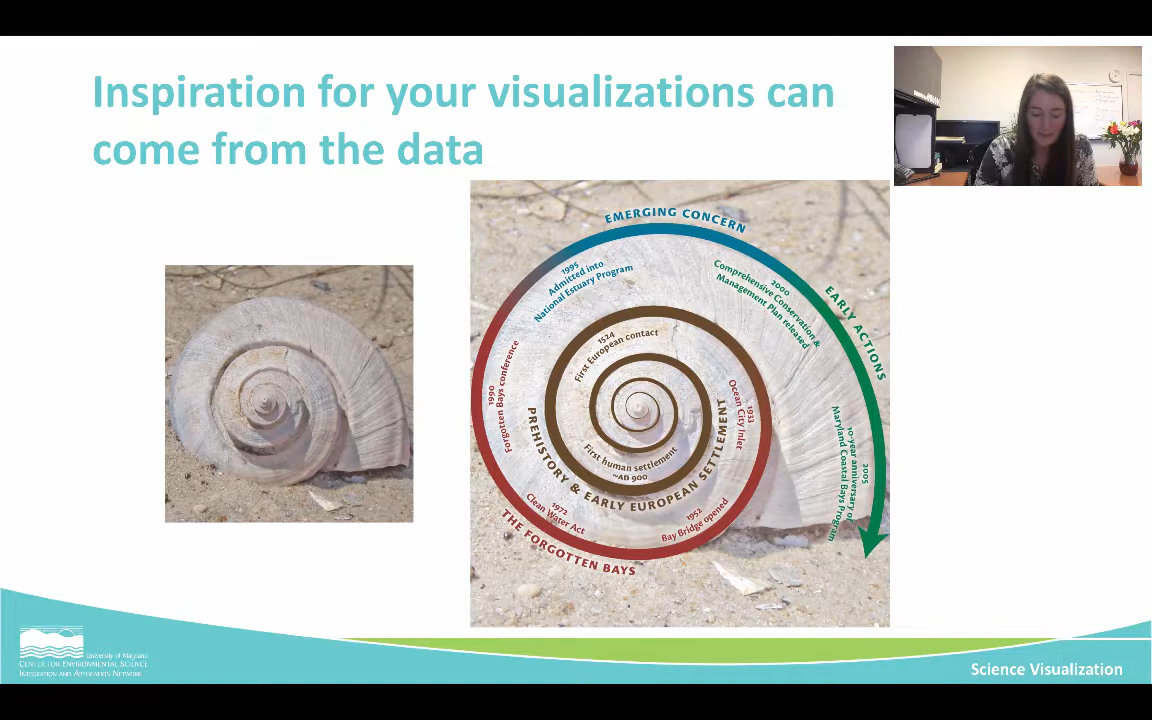 Inspiration for your visualizations can
come from the data
EMERGING CONCERN
1995
Admitted into
National Estuary Program
2000
Comprehensive Conservation &
Management Plan released
EARLY ACTIONS
1524
First European contact
1990
Forgotten Bays conference
1933
Ocean City Inlet
PREHISTORY & EARLY EUROPEAN SETTLEMENT
First human settlement
~AD 900
2005
10-year anniversary of
Maryland Coastal Bays Program
1972
Clean Water Act
1952
Bay Bridge opened
THE FORGOTTEN BAYS
University of Maryland
CENTER FOR ENVIRONMENTAL SCIENCE
INTEGRATION AND APPLICATION NETWORK
Science Visualization